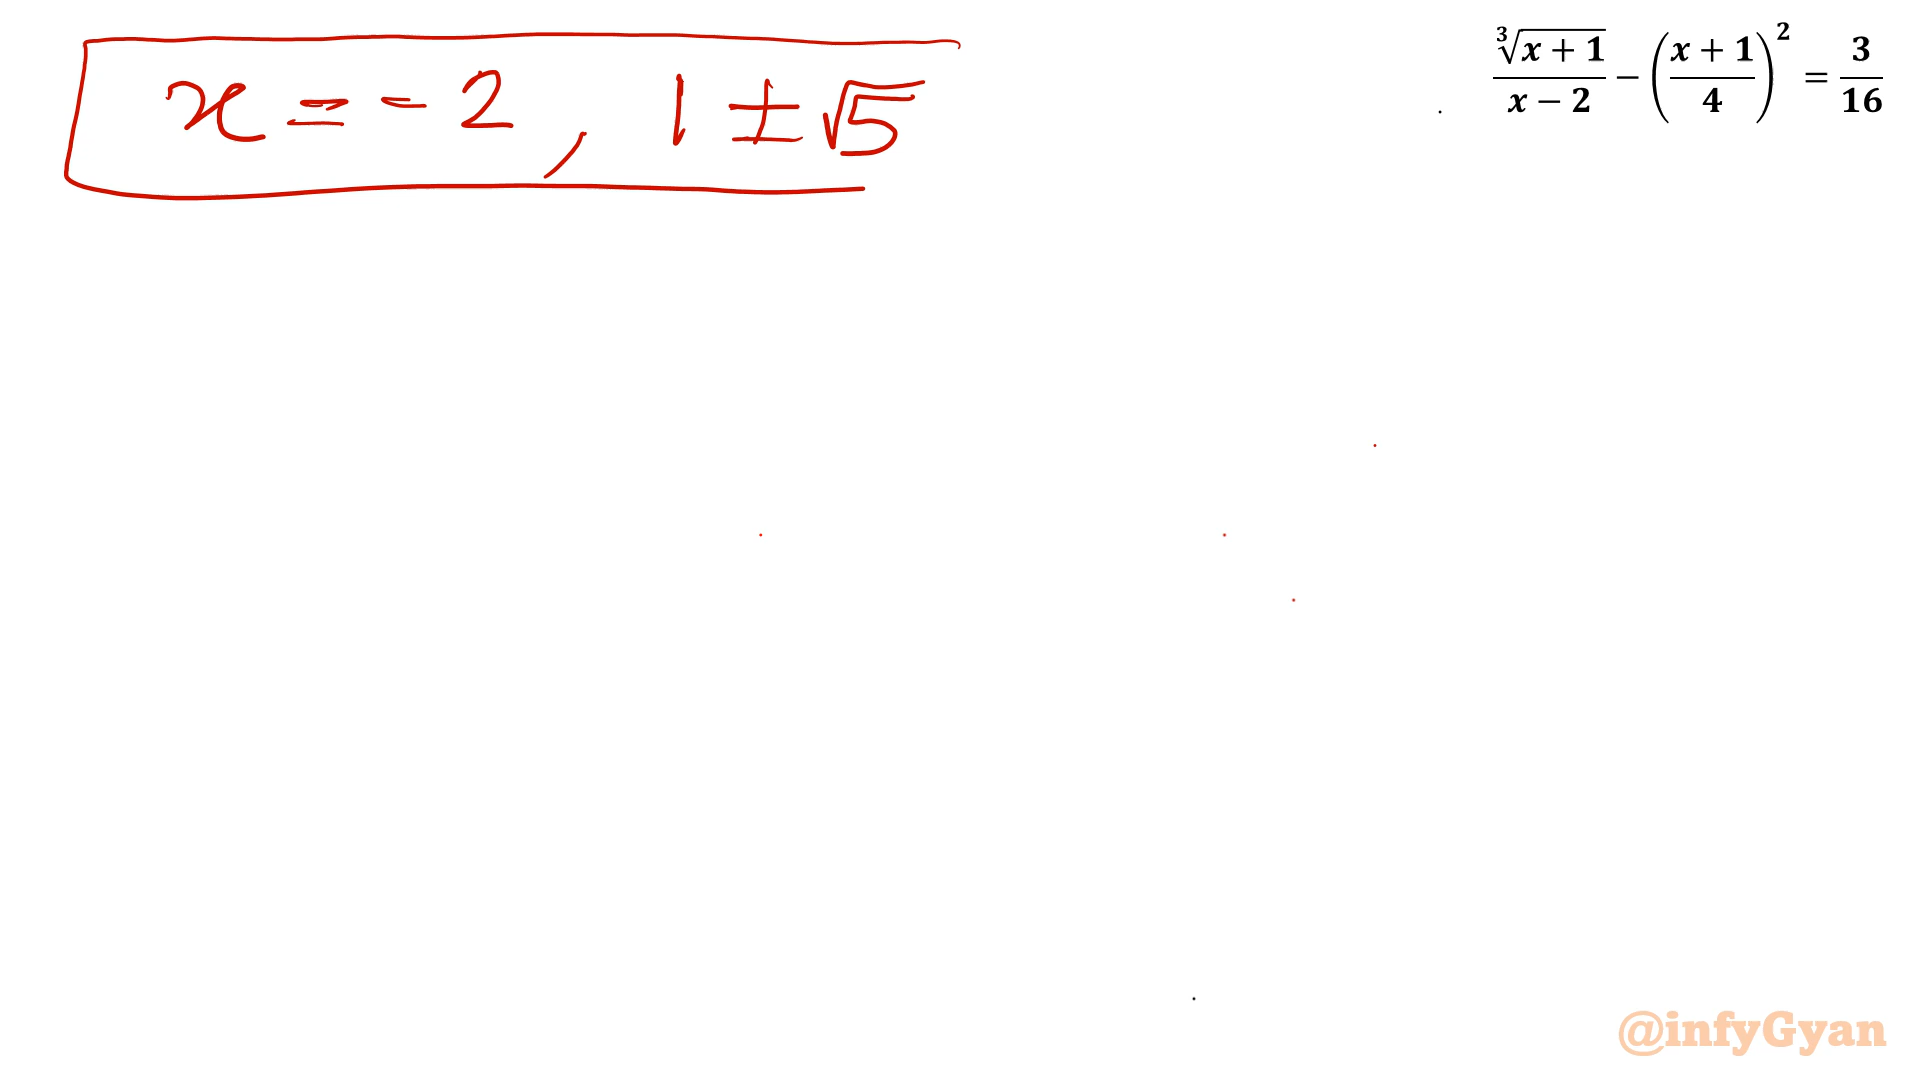 x = -2, 1 ± √5
∛(x + 1)/(x − 2) − ((x + 1)/4)² = 3/16
@infyGyan